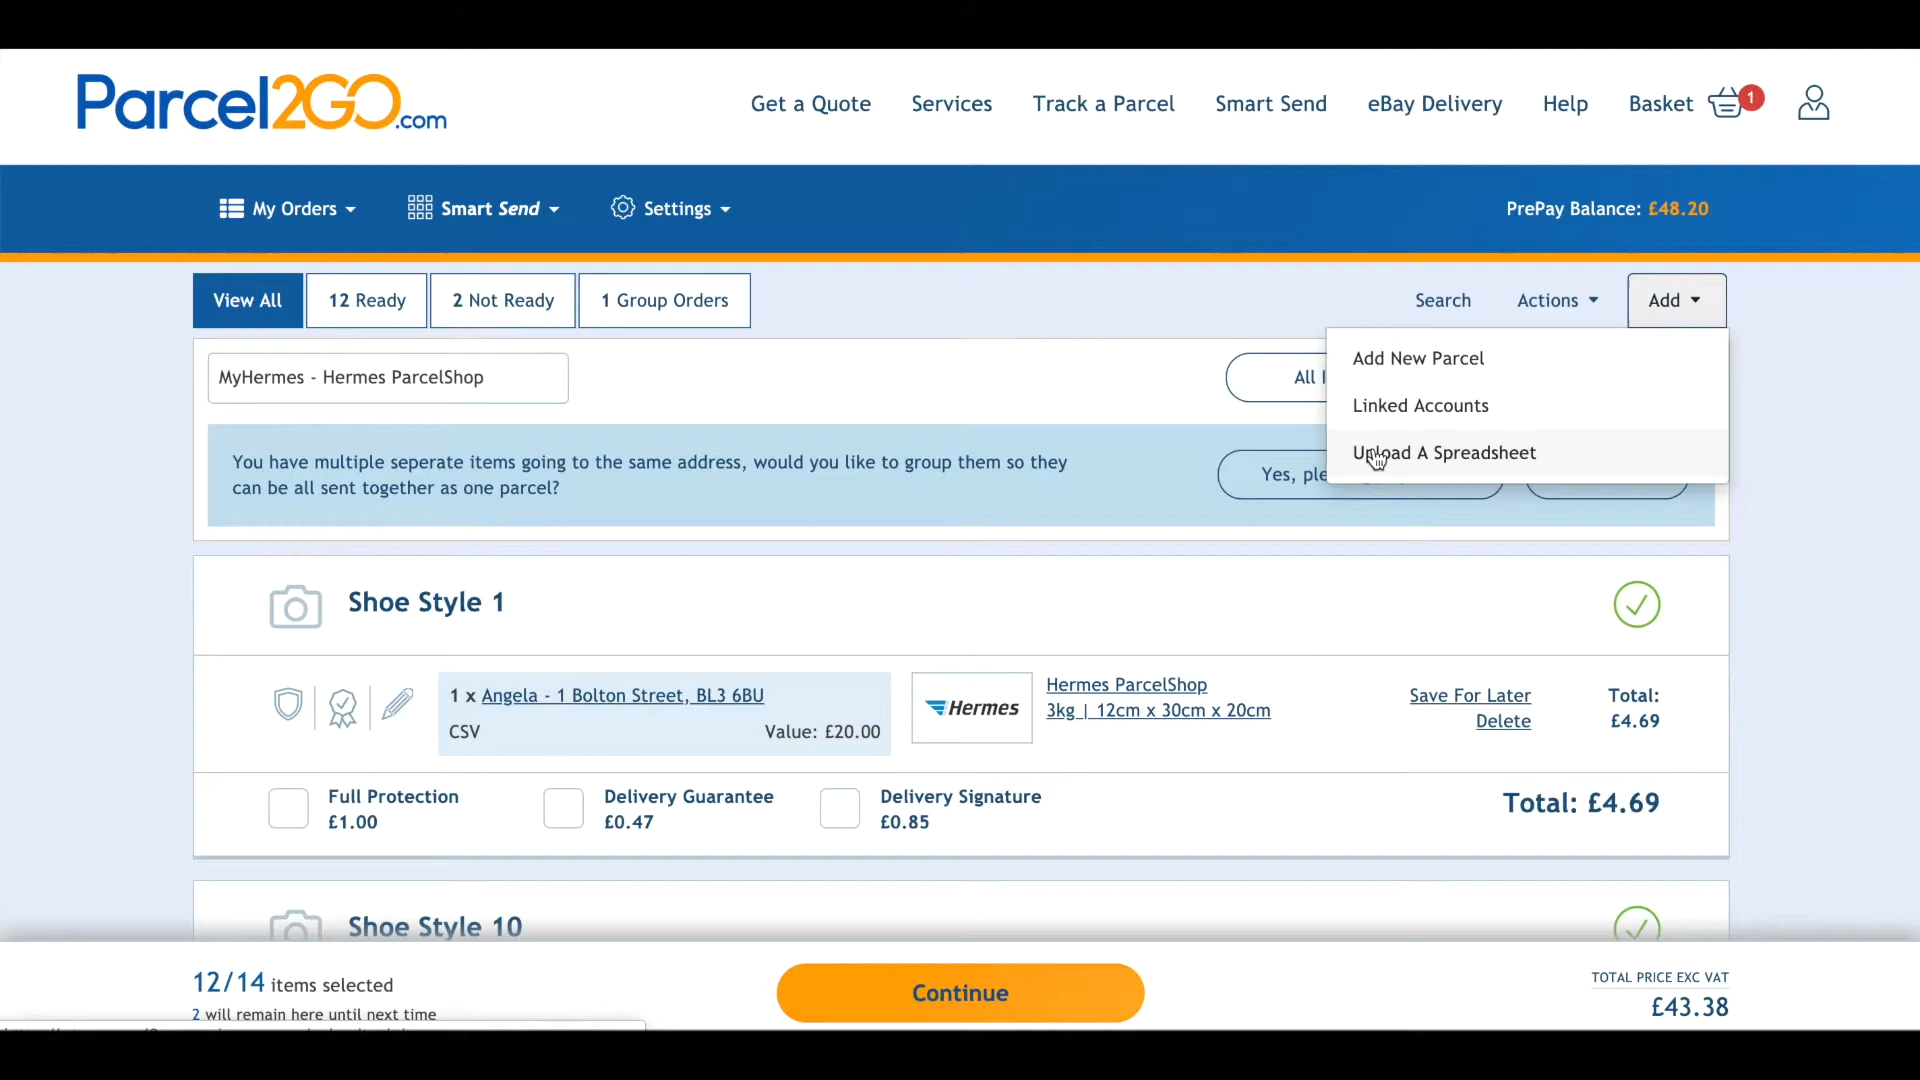 Parcel2GO.com
Get a Quote Services Track a Parcel Smart Send eBay Delivery Help Basket 1
My Orders Smart Send Settings PrePay Balance: £48.20
View All 12 Ready 2 Not Ready 1 Group Orders Search Actions Add
Add New Parcel
MyHermes - Hermes ParcelShop All
Linked Accounts
Upload A Spreadsheet
You have multiple seperate items going to the same address, would you like to group them so they
can be all sent together as one parcel?
Yes,
Shoe Style 1
1 x Angela - 1 Bolton Street, BL3 6BU
CSV Value: £20.00
Hermes
Hermes ParcelShop
3kg | 12cm x 30cm x 20cm
Save For Later
Delete
Total:
£4.69
Full Protection
£1.00
Delivery Guarantee
£0.47
Delivery Signature
£0.85
Total: £4.69
Shoe Style 10
12/14 items selected
2 will remain here until next time
Continue
TOTAL PRICE EXC VAT
£43.38